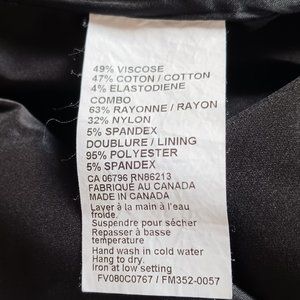 49% VISCOSE
47% COTON / COTTON
4% ELASTODIENE
COMBO
63% RAYONNE / RAYON
32% NYLON
5% SPANDEX
DOUBLURE / LINING
95% POLYESTER
5% SPANDEX
CA 06796 RN86213
FABRIQUÉ AU CANADA
MADE IN CANADA
Laver à la main à l'eau
froide.
Suspendre pour sécher
Repasser à basse
température
Hand wash in cold water
Hang to dry.
Iron at low setting
FV080C0767 / FM352-0057